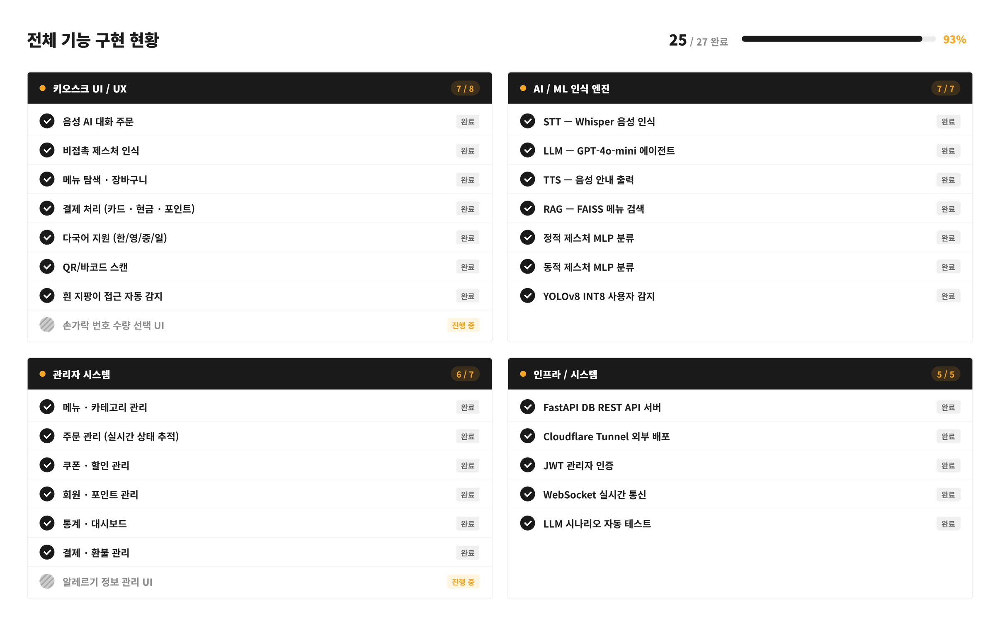 전체 기능 구현 현황
25 / 27 완료 93%
키오스크 UI / UX 7 / 8
음성 AI 대화 주문 완료
비접촉 제스처 인식 완료
메뉴 탐색 · 장바구니 완료
결제 처리 (카드 · 현금 · 포인트) 완료
다국어 지원 (한/영/중/일) 완료
QR/바코드 스캔 완료
흰 지팡이 접근 자동 감지 완료
손가락 번호 수량 선택 UI 진행 중
AI / ML 인식 엔진 7 / 7
STT — Whisper 음성 인식 완료
LLM — GPT-4o-mini 에이전트 완료
TTS — 음성 안내 출력 완료
RAG — FAISS 메뉴 검색 완료
정적 제스처 MLP 분류 완료
동적 제스처 MLP 분류 완료
YOLOv8 INT8 사용자 감지 완료
관리자 시스템 6 / 7
메뉴 · 카테고리 관리 완료
주문 관리 (실시간 상태 추적) 완료
쿠폰 · 할인 관리 완료
회원 · 포인트 관리 완료
통계 · 대시보드 완료
결제 · 환불 관리 완료
알레르기 정보 관리 UI 진행 중
인프라 / 시스템 5 / 5
FastAPI DB REST API 서버 완료
Cloudflare Tunnel 외부 배포 완료
JWT 관리자 인증 완료
WebSocket 실시간 통신 완료
LLM 시나리오 자동 테스트 완료